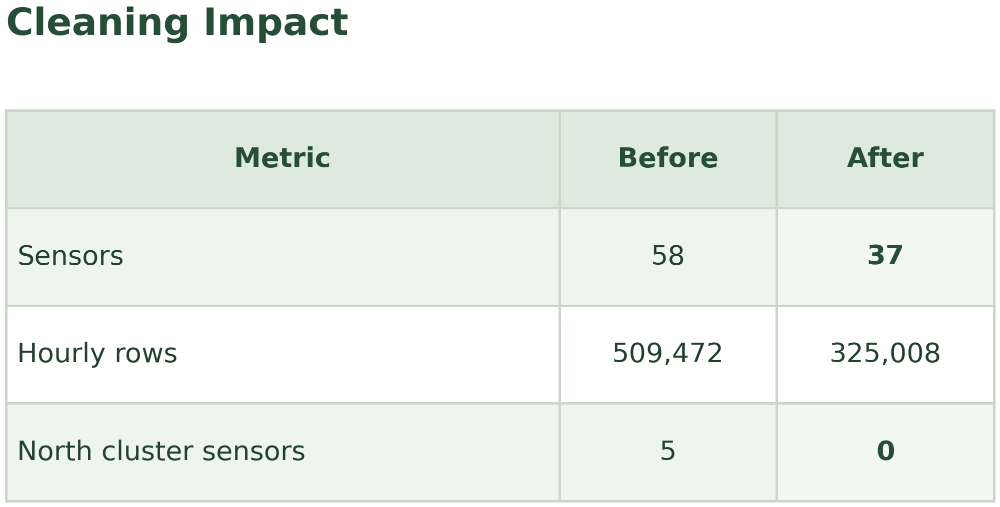 Cleaning Impact
Metric Before After
Sensors 58 37
Hourly rows 509,472 325,008
North cluster sensors 5 0